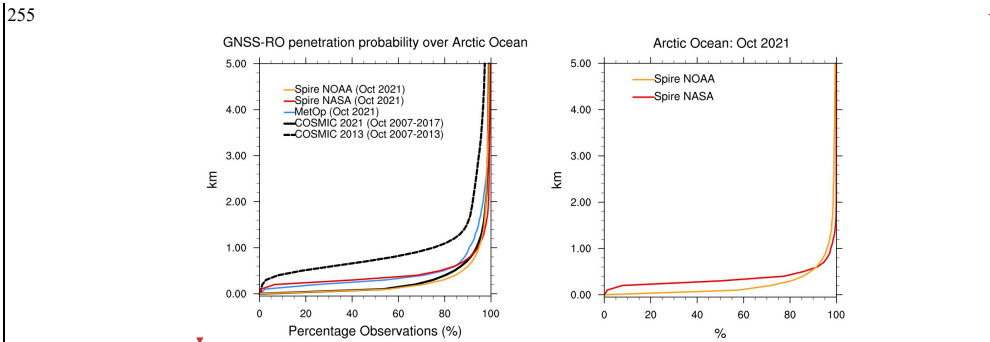 255
GNSS-RO penetration probability over Arctic Ocean
5.00
4.00
3.00
2.00
1.00
0.00
km
Spire NOAA (Oct 2021)
Spire NASA (Oct 2021)
MetOp (Oct 2021)
COSMIC 2021 (Oct 2007-2017)
COSMIC 2013 (Oct 2007-2013)
0 20 40 60 80 100
Percentage Observations (%)
Arctic Ocean: Oct 2021
5.00
4.00
3.00
2.00
1.00
0.00
km
Spire NOAA
Spire NASA
0 20 40 60 80 100
%